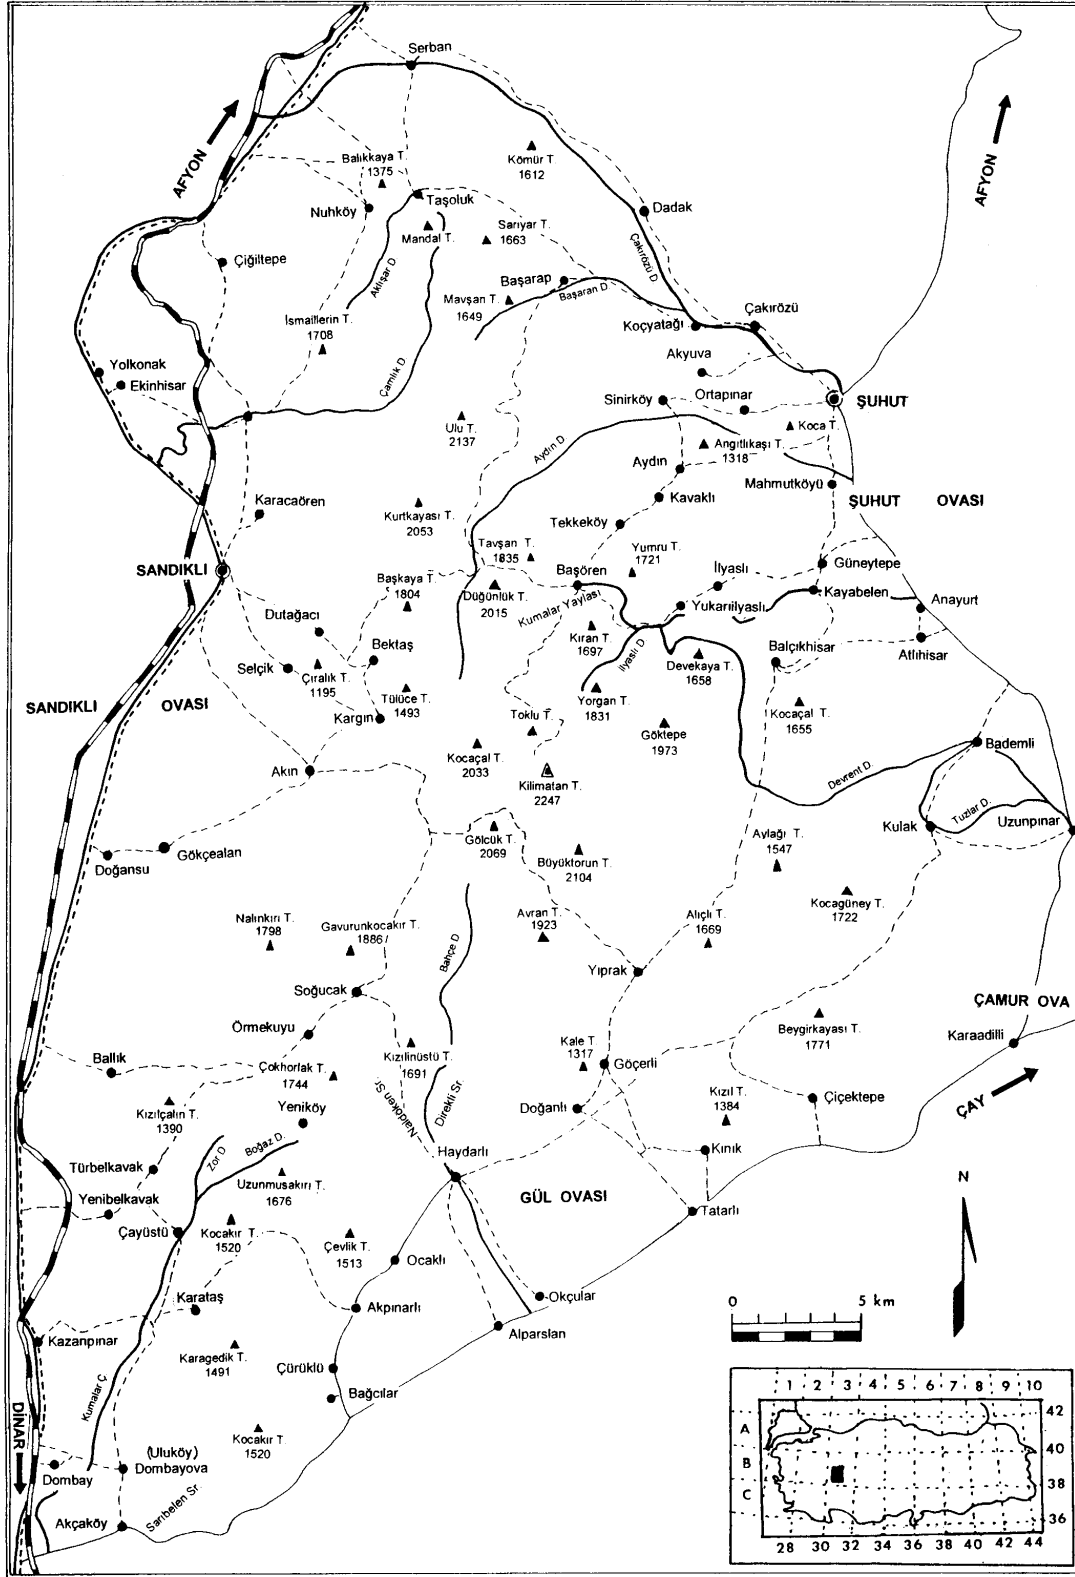 Serban
AFYON
Balıkkaya T.
1375
Kömür T.
1612
AFYON
Nuhköy
Taşoluk
Mandal T.
Sarıyar T.
1663
Dadak
Çakırözü D
Çiğiltepe
Aklışar D
Başarap
Başaran D.
Mavşan T.
1649
İsmaillerin T.
1708
Koçyatağı
Çakırözü
Yolkonak
Ekinhisar
Çamlık D
Akyuva
Sinirköy
Ortapınar
ŞUHUT
Ulu T.
2137
Aydın D
Koca T.
Angıtlıkaşı T.
1318
Aydın
Mahmutköyü
Karacaören
Kurtkayası T.
2053
Kavaklı
ŞUHUT OVASI
Tekkeköy
Tavşan T.
1835
Yumru T.
1721
SANDIKLI
Başkaya T.
1804
Düğünlük T.
2015
Başören
İlyaslı
Güneytepe
Kumalar Yaylası
Yukarıilyaslı
Kayabelen
Anayurt
Dutağacı
Bektaş
Kıran T.
1697
İlyaslı D
Atlıhisar
Selçik
Çıralık T.
1195
Devekaya T.
1658
Balçıkhisar
Tülüce T.
1493
Yorgan T.
1831
SANDIKLI OVASI
Kargın
Toklu T.
Göktepe
1973
Kocaçal T.
1655
Kocaçal T.
2033
Bademli
Akın
Kilimatan T.
2247
Devrent D.
Tuzlar D.
Kulak
Uzunpınar
Doğansu
Gökçealan
Gölcük T.
2069
Büyüktorun T.
2104
Aylağı T.
1547
Kocagüney T.
1722
Nalınkırı T.
1798
Gavurunkocakır T.
1886
Bahçe D
Avran T.
1923
Alıçlı T.
1669
Yıprak
Soğucak
ÇAMUR OVA
Örmekuyu
Beygirkayası T.
1771
Karaadilli
Ballık
Çokhorlak T.
1744
Kızılinüstü T.
1691
Kale T.
1317
Göçerli
ÇAY
Kızılçalın T.
1390
Yeniköy
Naldöken Sr.
Direkli Sr.
Doğanlı
Kızıl T.
1384
Çiçektepe
Zor D
Boğaz D.
Haydarlı
Kınık
Türbelkavak
Uzunmusakırı T.
1676
GÜL OVASI
N
Yenibelkavak
Çayüstü
Kocakır T.
1520
Tatarlı
Çevlik T.
1513
Ocaklı
Karataş
Akpınarlı
Okçular
0 5 km
Kazanpınar
Alparslan
Karagedik T.
1491
Çürüklü
Bağcılar
Kumalar Ç.
DİNAR
Kocakır T.
1520
(Uluköy)
Dombay
Dombayova
Akçaköy
Sarıbelen Sr.
1 2 3 4 5 6 7 8 9 10
A
B
C
42
40
38
36
28 30 32 34 36 38 40 42 44